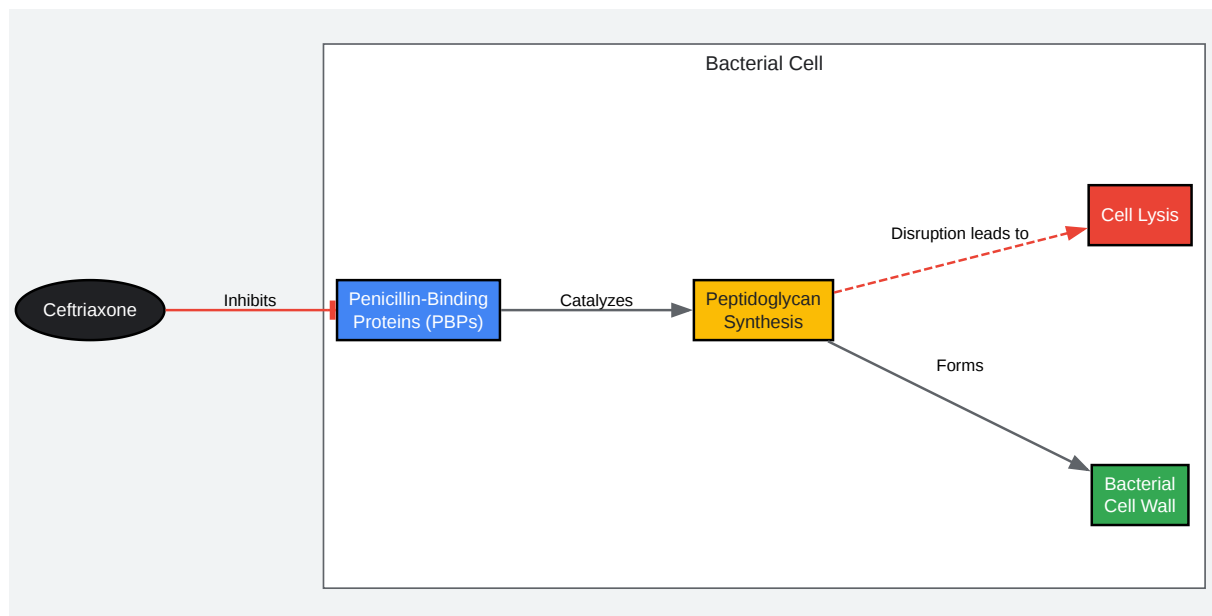 Bacterial Cell
Cell Lysis
Disruption leads to
Ceftriaxone
Inhibits
Penicillin-Binding
Proteins (PBPs)
Catalyzes
Peptidoglycan
Synthesis
Forms
Bacterial
Cell Wall